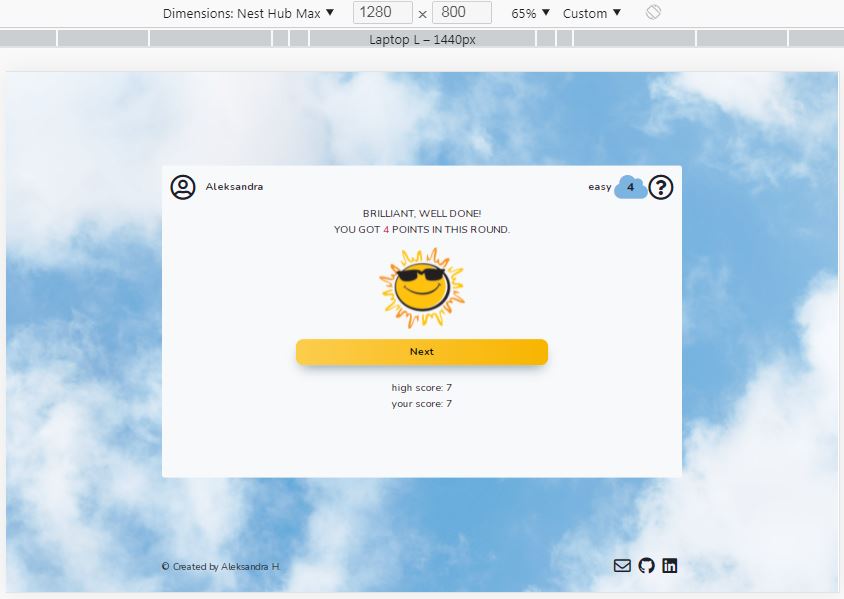 Dimensions: Nest Hub Max ▼ 1280 x 800 65% ▼ Custom ▼
Laptop L – 1440px
Aleksandra easy 4 ?
BRILLIANT, WELL DONE!
YOU GOT 4 POINTS IN THIS ROUND.
Next
high score: 7
your score: 7
© Created by Aleksandra H. in